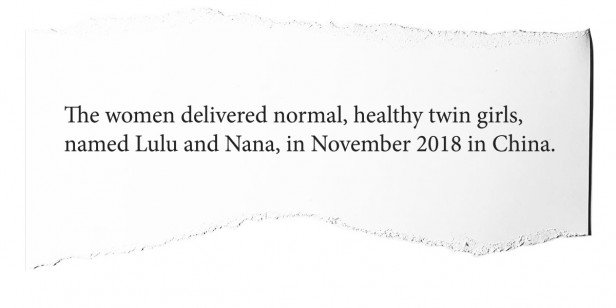 The women delivered normal, healthy twin girls,
named Lulu and Nana, in November 2018 in China.